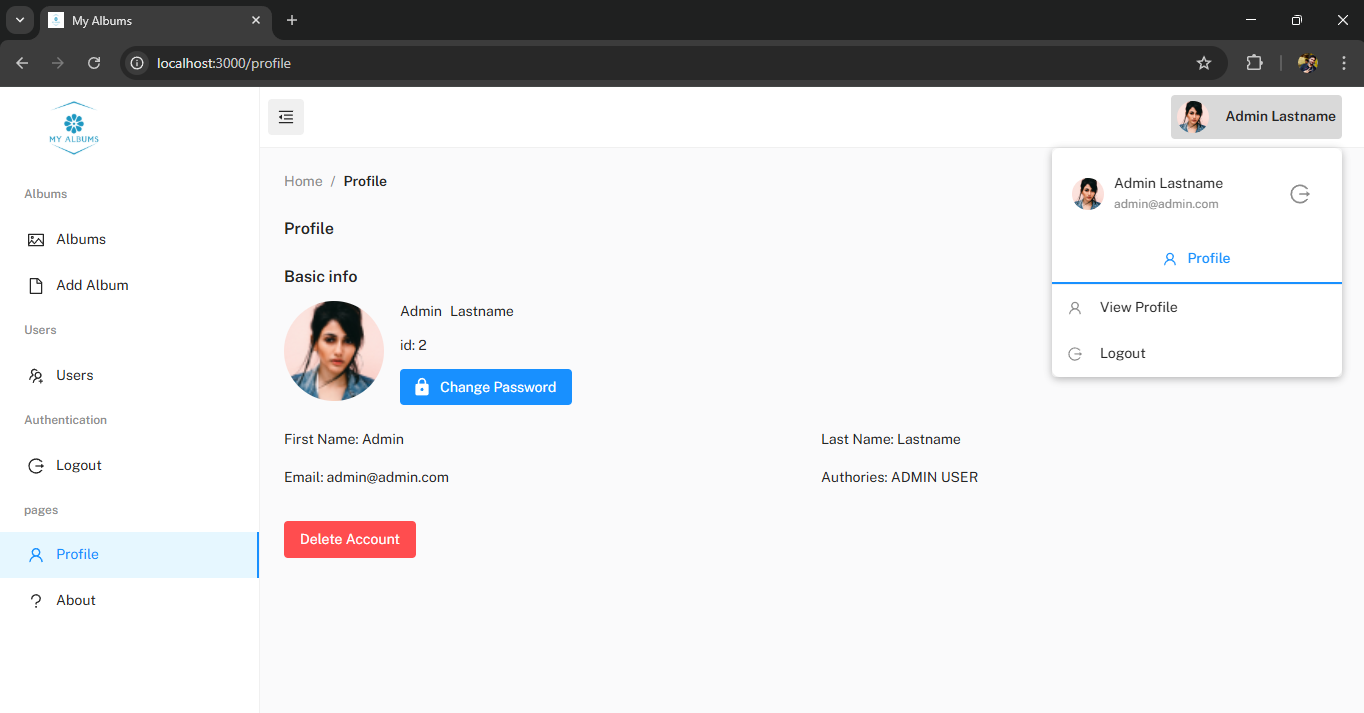 My Albums
localhost:3000/profile
MY ALBUMS
Admin Lastname
Albums
Albums
Add Album
Users
Users
Authentication
Logout
pages
Profile
About
Home / Profile
Profile
Basic info
Admin Lastname
id: 2
Change Password
First Name: Admin
Last Name: Lastname
Email: admin@admin.com
Authories: ADMIN USER
Delete Account
Admin Lastname
admin@admin.com
Profile
View Profile
Logout